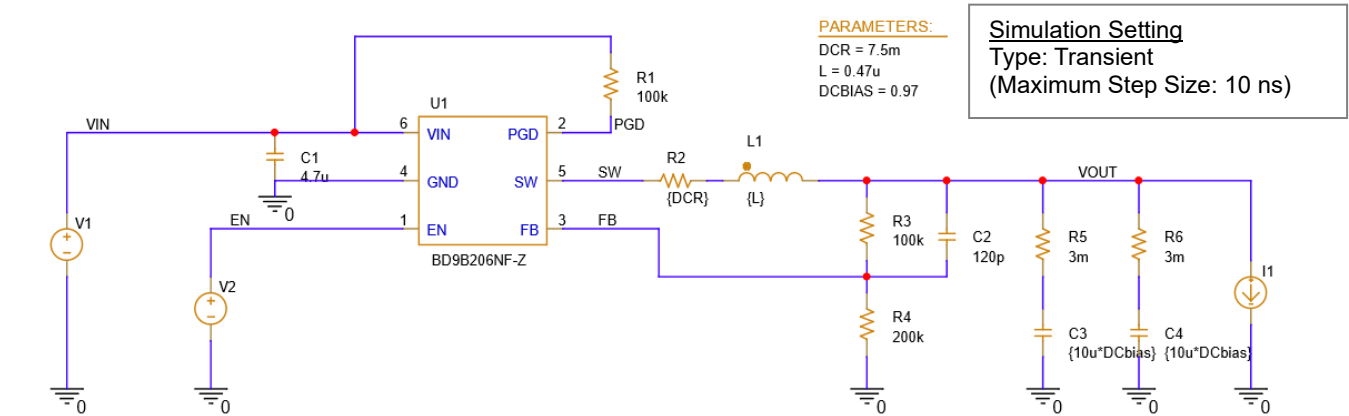 PARAMETERS:
DCR = 7.5m
L = 0.47u
DCBIAS = 0.97
Simulation Setting
Type: Transient
(Maximum Step Size: 10 ns)
R1
100k
U1
VIN
6
VIN
PGD
2
PGD
C1
4.7u
0
4
GND
SW
5
SW
R2
{DCR}
L1
{L}
VOUT
EN
1
EN
FB
3
FB
BD9B206NF-Z
V1
V2
R3
100k
C2
120p
R5
3m
R6
3m
I1
R4
200k
C3
{10u*DCbias}
C4
{10u*DCbias}
0
0
0
0
0
0